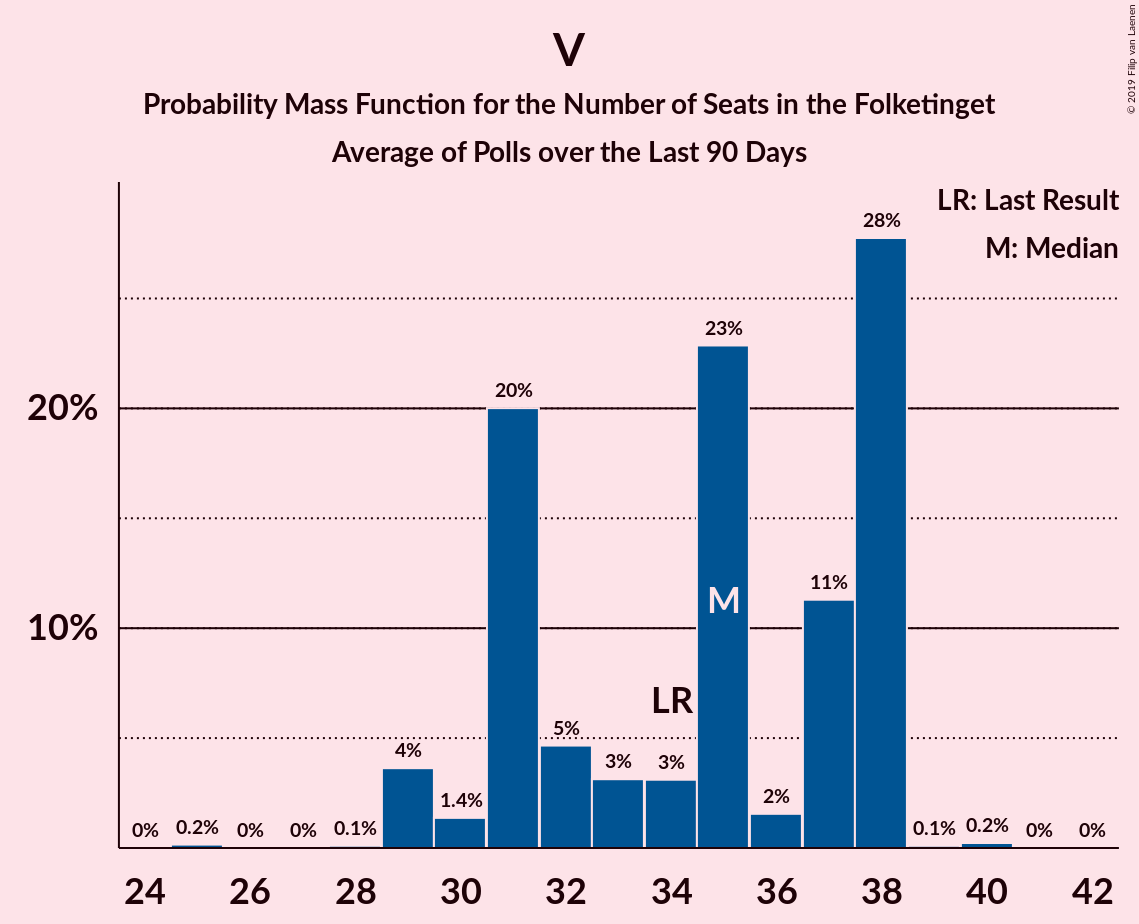 V
Probability Mass Function for the Number of Seats in the Folketinget
Average of Polls over the Last 90 Days
© 2019 Filip van Laenen
LR: Last Result
M: Median
20%
10%
0%
0.2%
0%
0%
0.1%
4%
1.4%
20%
5%
3%
3%
LR
23%
M
2%
11%
28%
0.1%
0.2%
0%
0%
24 26 28 30 32 34 36 38 40 42